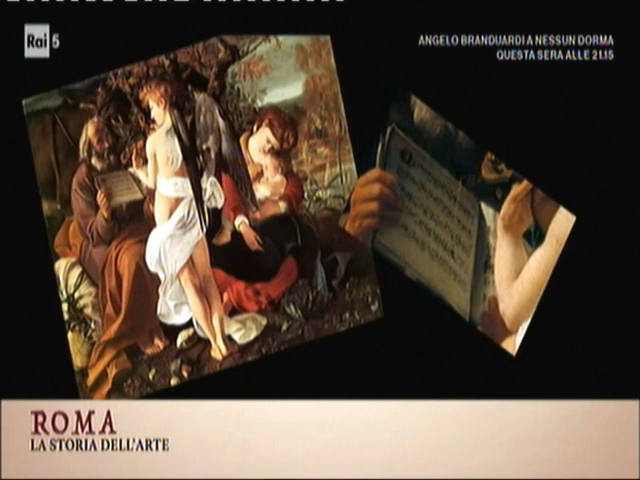 Rai 5
ANGELO BRANDUARDI A NESSUN DORMA
QUESTA SERA ALLE 21.15
ROMA
LA STORIA DELL'ARTE